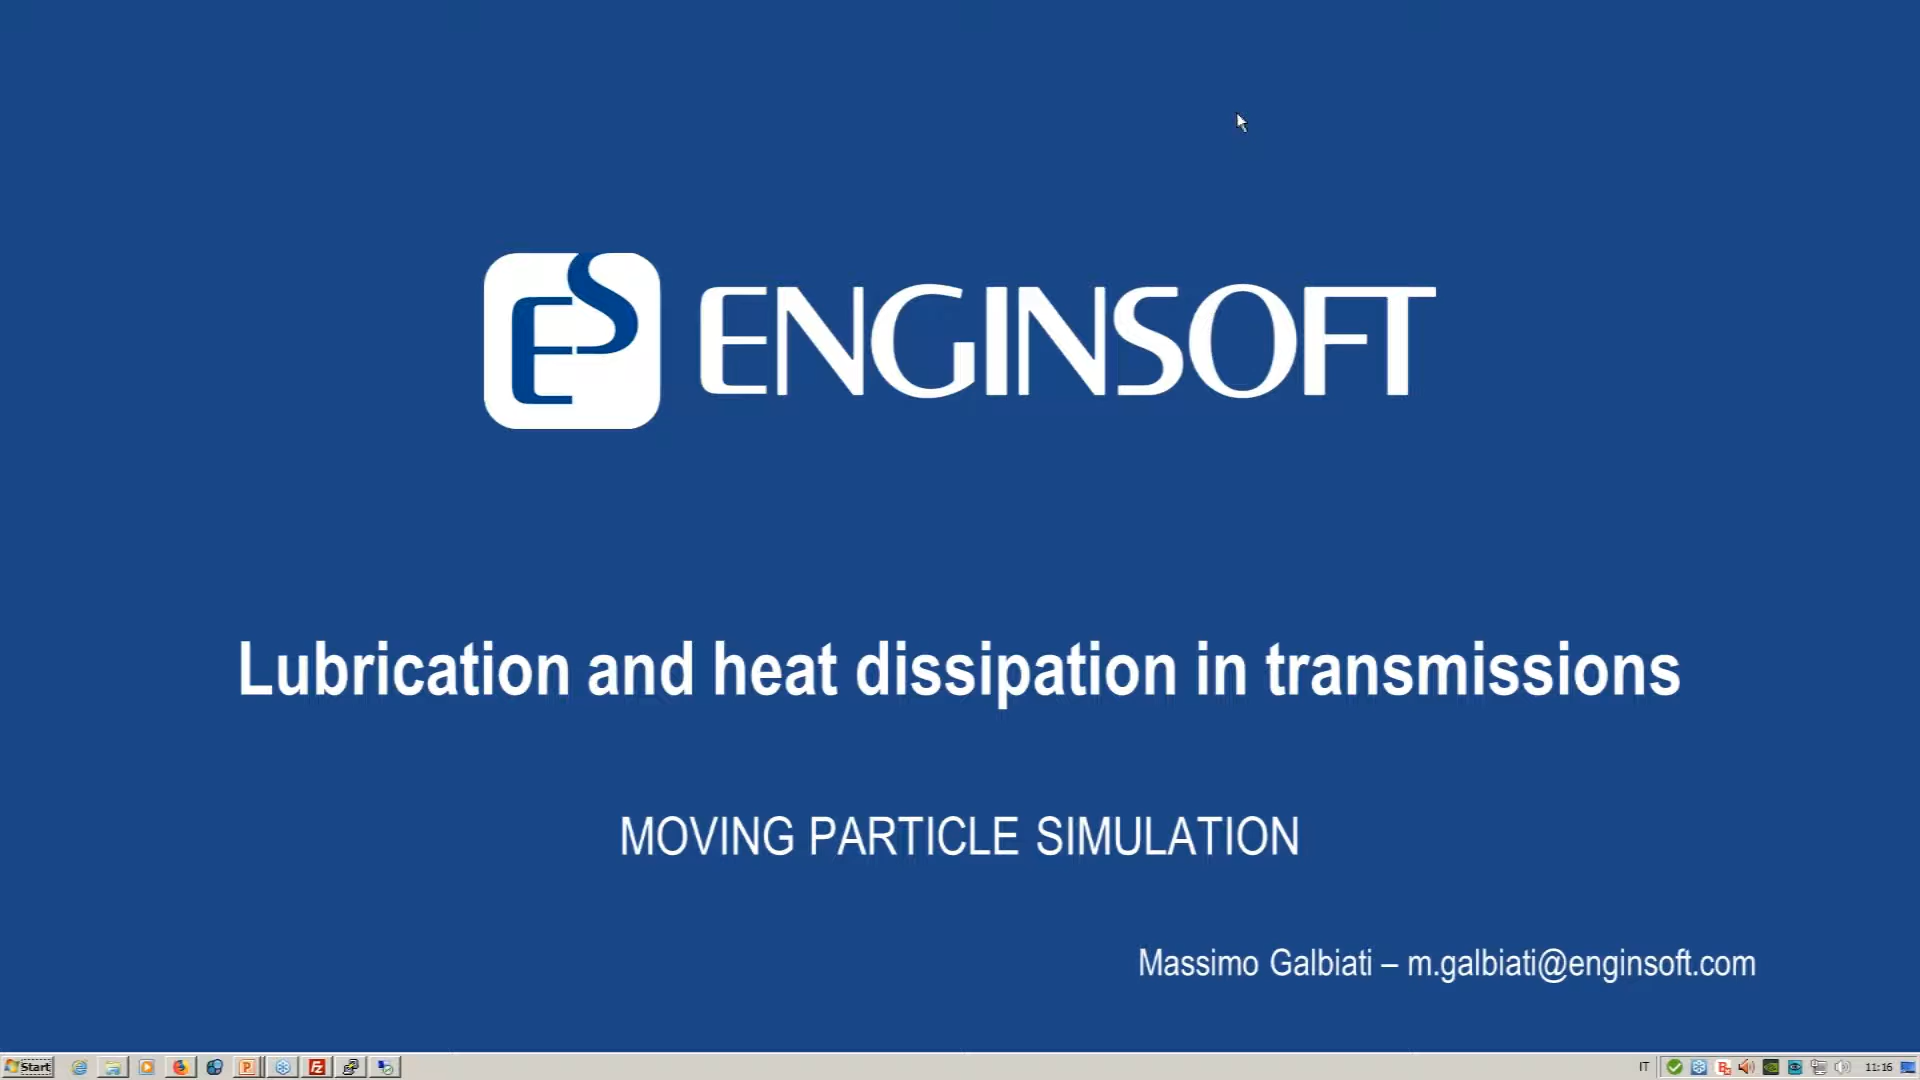 ES ENGINSOFT
Lubrication and heat dissipation in transmissions
MOVING PARTICLE SIMULATION
Massimo Galbiati – m.galbiati@enginsoft.com
Start
IT
11:16